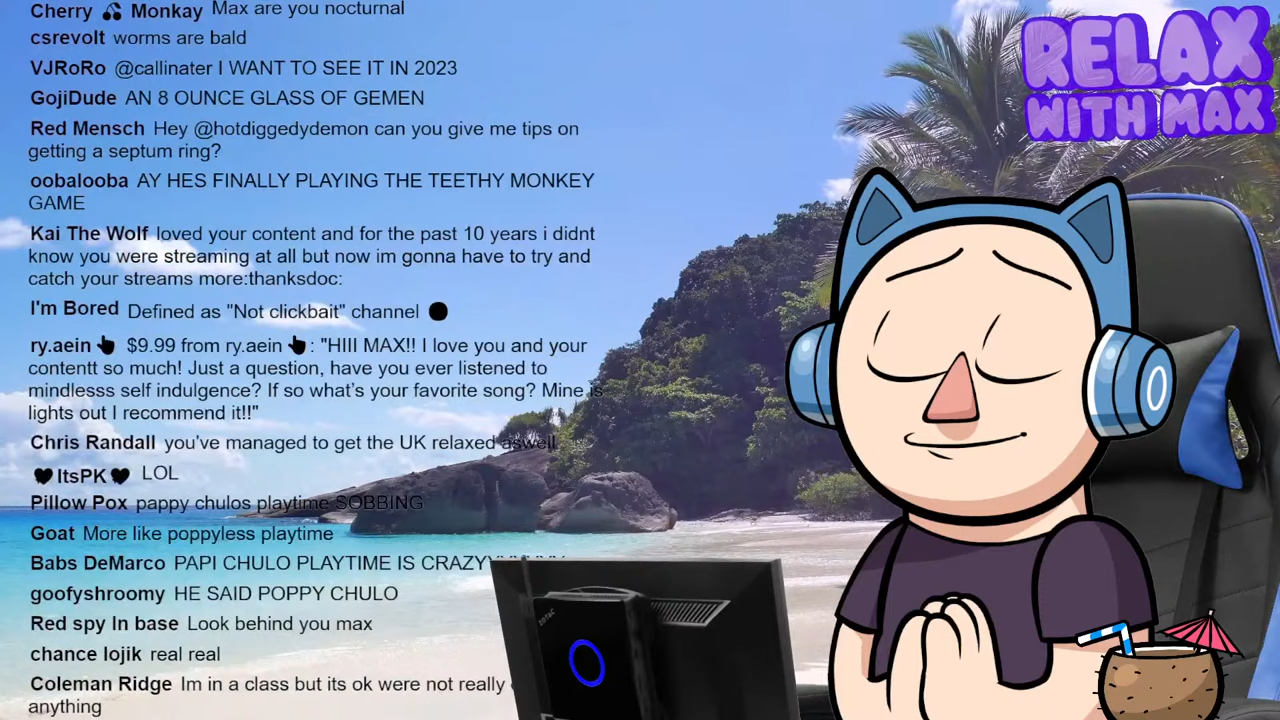 Cherry Monkay Max are you nocturnal
csrevolt worms are bald
VJRoRo @callinater I WANT TO SEE IT IN 2023
GojiDude AN 8 OUNCE GLASS OF GEMEN
Red Mensch Hey @hotdiggedydemon can you give me tips on
getting a septum ring?
oobalooba AY HES FINALLY PLAYING THE TEETHY MONKEY
GAME
Kai The Wolf loved your content and for the past 10 years i didnt
know you were streaming at all but now im gonna have to try and
catch your streams more:thanksdoc:
I'm Bored Defined as "Not clickbait" channel
ry.aein $9.99 from ry.aein : "HIII MAX!! I love you and your
contentt so much! Just a question, have you ever listened to
mindlesss self indulgence? If so what's your favorite song? Mine is
lights out I recommend it!!"
Chris Randall you've managed to get the UK relaxed aswell
ItsPK LOL
Pillow Pox pappy chulos playtime SOBBING
Goat More like poppyless playtime
Babs DeMarco PAPI CHULO PLAYTIME IS
goofyshroomy HE SAID POPPY CHULO
Red spy In base Look behind you max
chance lojik real real
Coleman Ridge Im in a class but its ok were not really
anything
RELAX
WITH MAX
ZOTAC